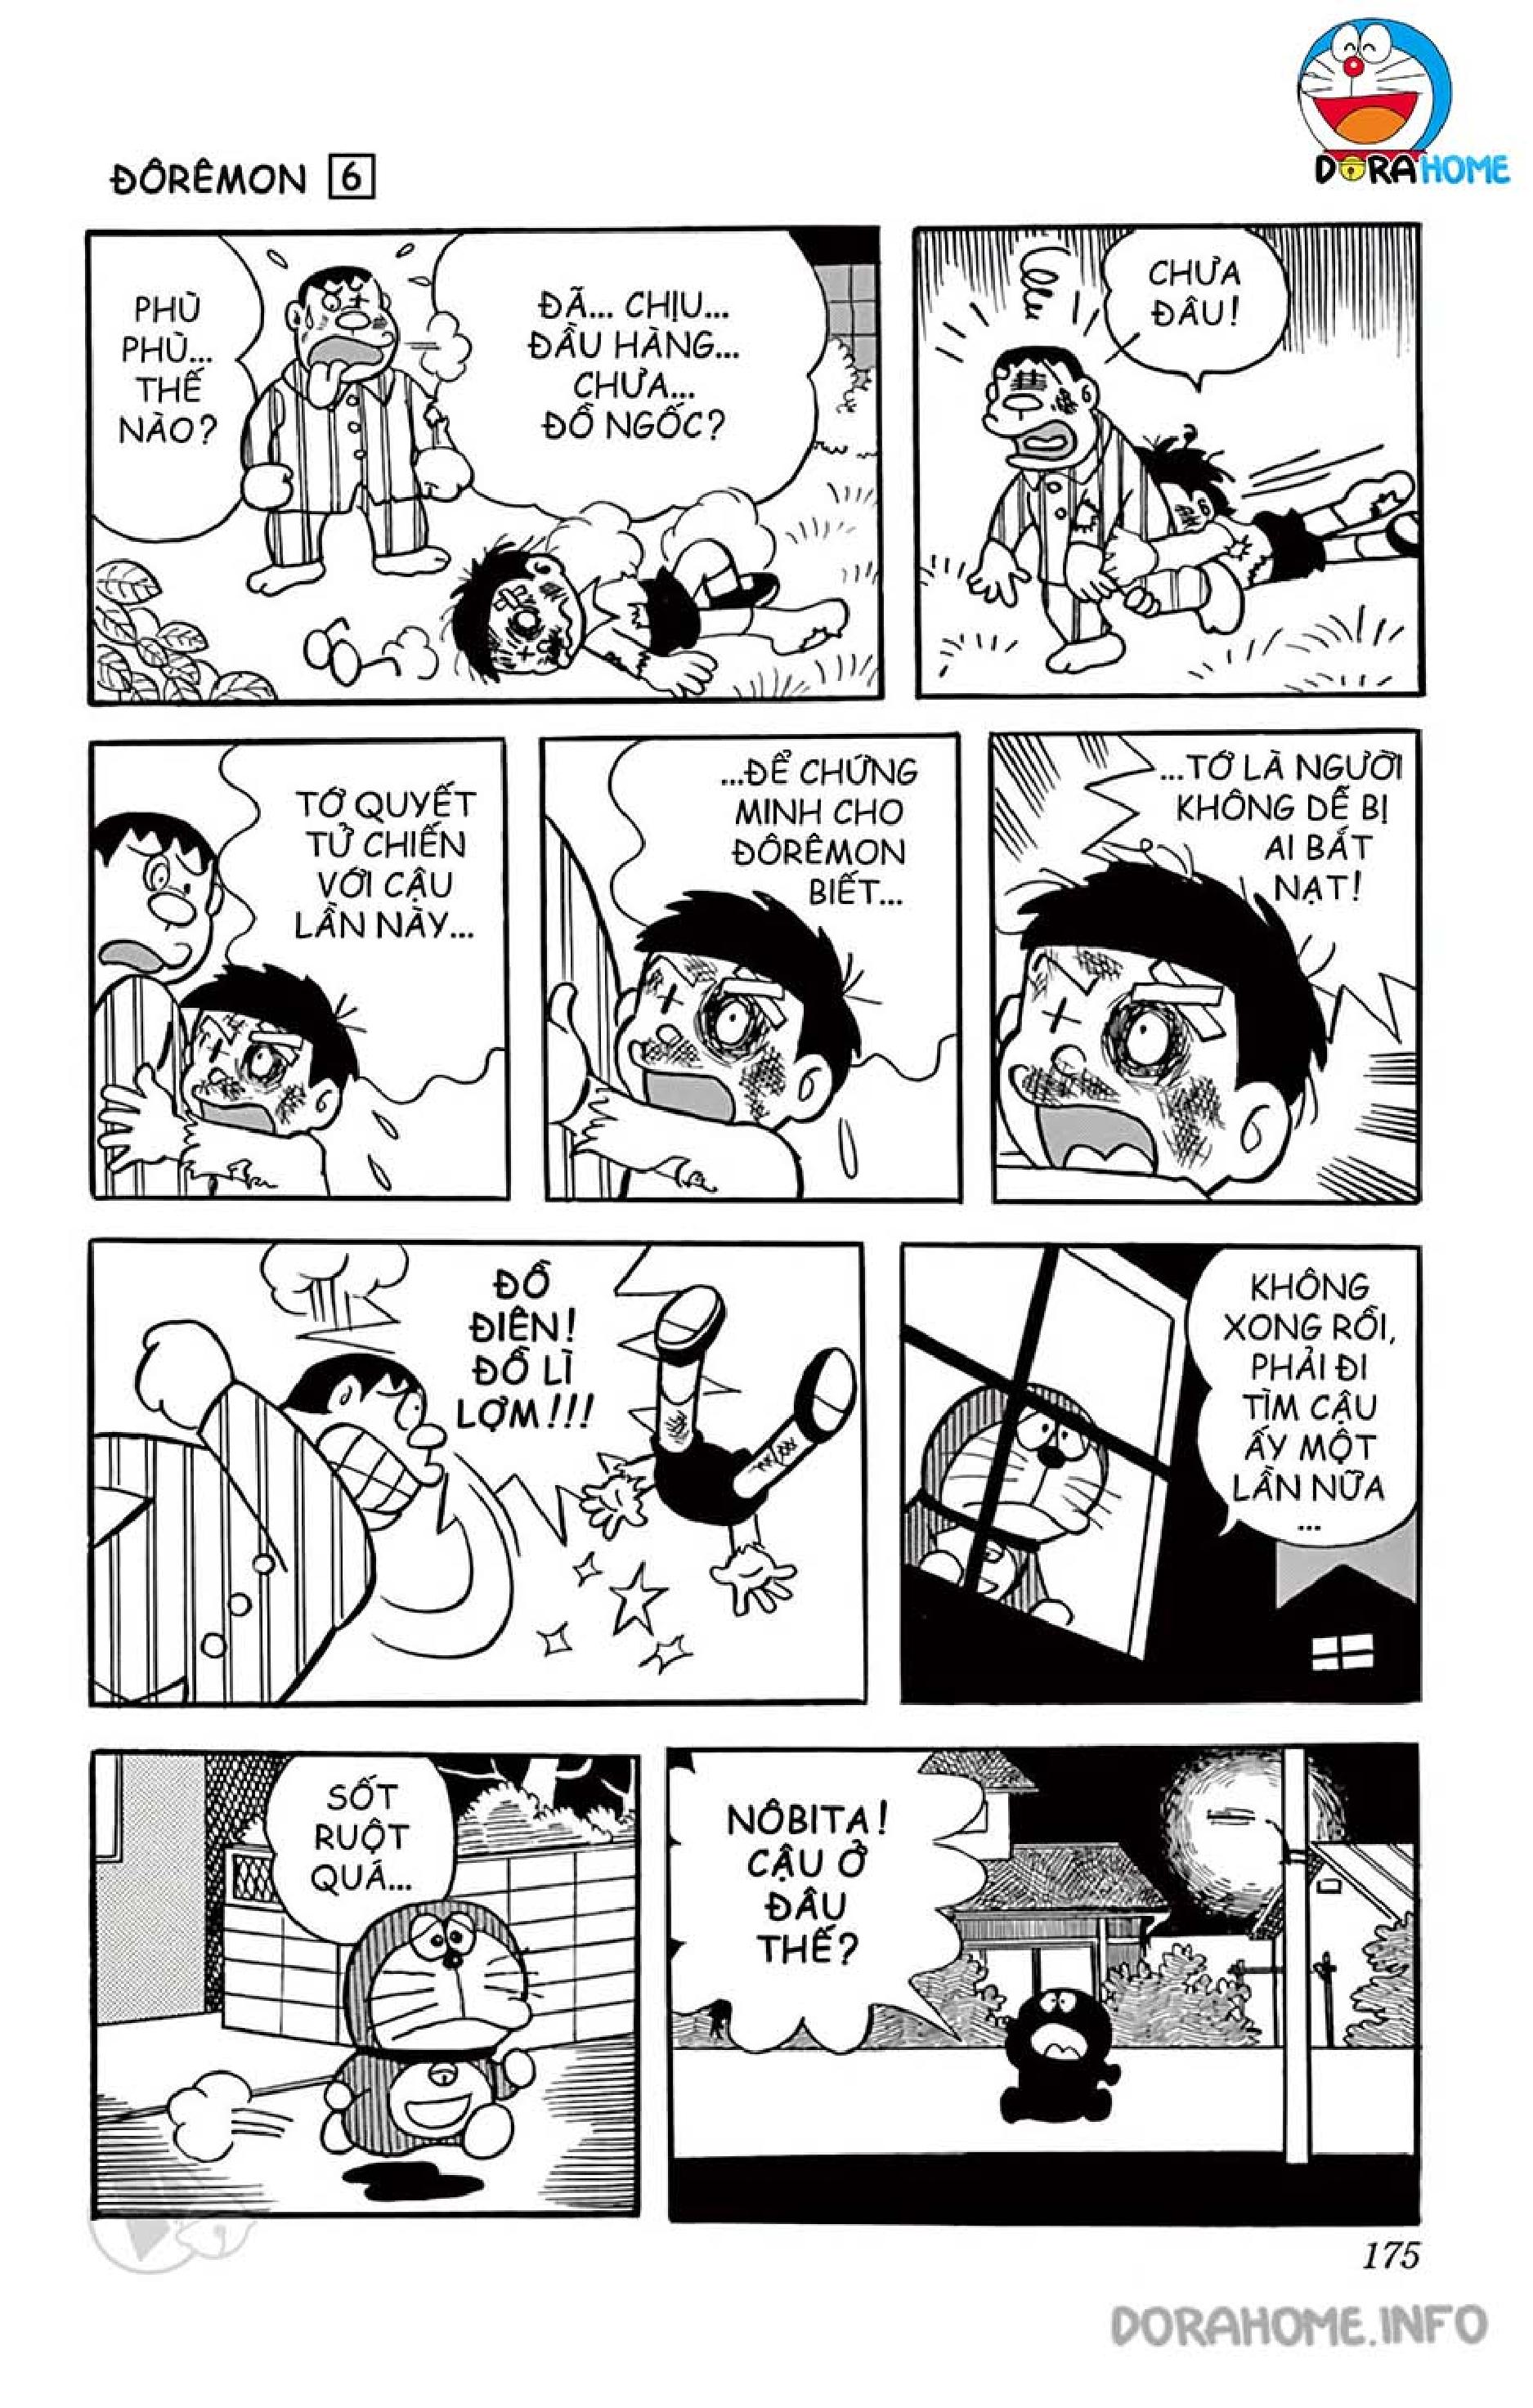 DORAHOME
ĐÔRÊMON 6
PHÙ
PHÙ...
THẾ
NÀO?
ĐÃ... CHỊU...
ĐẦU HÀNG...
CHƯA...
ĐỒ NGỐC?
CHƯA
ĐÂU!
TỚ QUYẾT
TỬ CHIẾN
VỚI CẬU
LẦN NÀY...
...ĐỂ CHỨNG
MINH CHO
ĐÔRÊMON
BIẾT...
...TỚ LÀ NGƯỜI
KHÔNG DỄ BỊ
AI BẮT
NẠT!
ĐỒ
ĐIÊN!
ĐỒ LÌ
LỢM!!!
KHÔNG
XONG RỒI,
PHẢI ĐI
TÌM CẬU
ẤY MỘT
LẦN NỮA
...
SỐT
RUỘT
QUÁ...
NÔBITA!
CẬU Ở
ĐÂU
THẾ?
175
DORAHOME.INFO